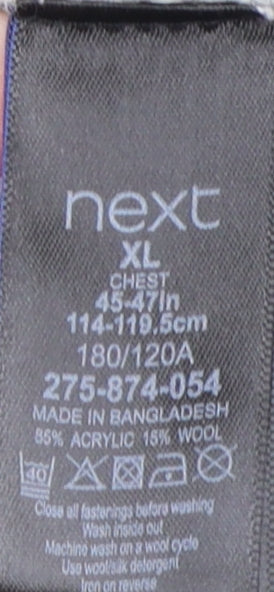 next
XL
CHEST
45-47in
114-119.5cm
180/120A
275-874-054
MADE IN BANGLADESH
85% ACRYLIC 15% WOOL
40
Close all fastenings before washing
Wash inside out
Machine wash on a wool cycle
Use wool/silk detergent
Iron on reverse